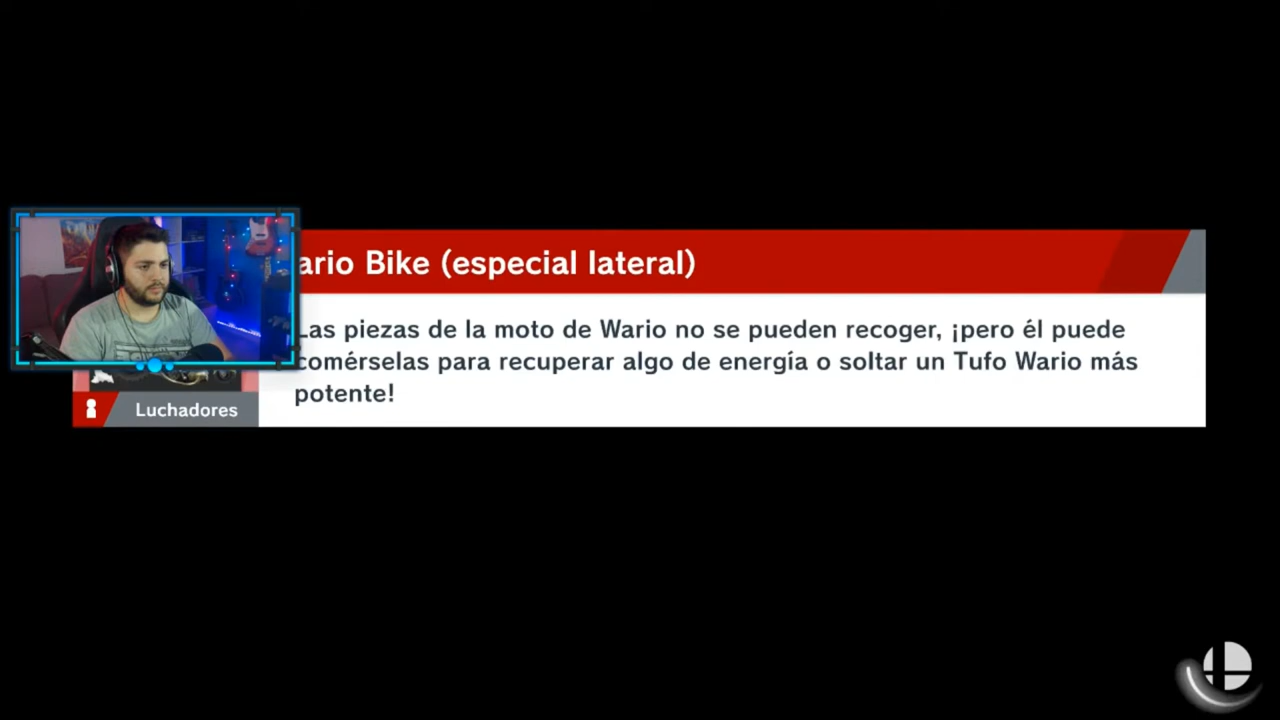 ario Bike (especial lateral)
Las piezas de la moto de Wario no se pueden recoger, ¡pero él puede
comérselas para recuperar algo de energía o soltar un Tufo Wario más
potente!
Luchadores